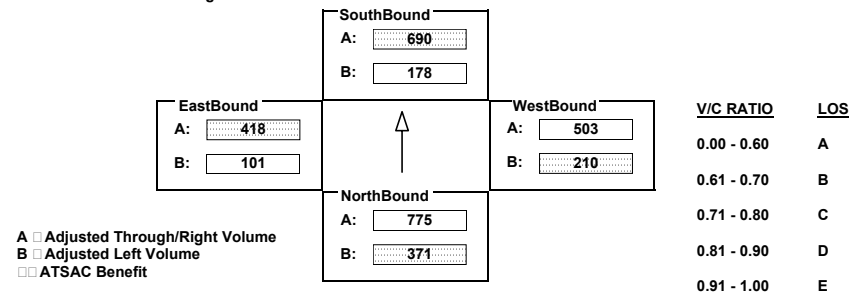 SouthBound
A: 690
B: 178
EastBound
A: 418
B: 101
WestBound
A: 503
B: 210
NorthBound
A: 775
B: 371
A □ Adjusted Through/Right Volume
B □ Adjusted Left Volume
□□ ATSAC Benefit
V/C RATIO LOS
0.00 - 0.60 A
0.61 - 0.70 B
0.71 - 0.80 C
0.81 - 0.90 D
0.91 - 1.00 E